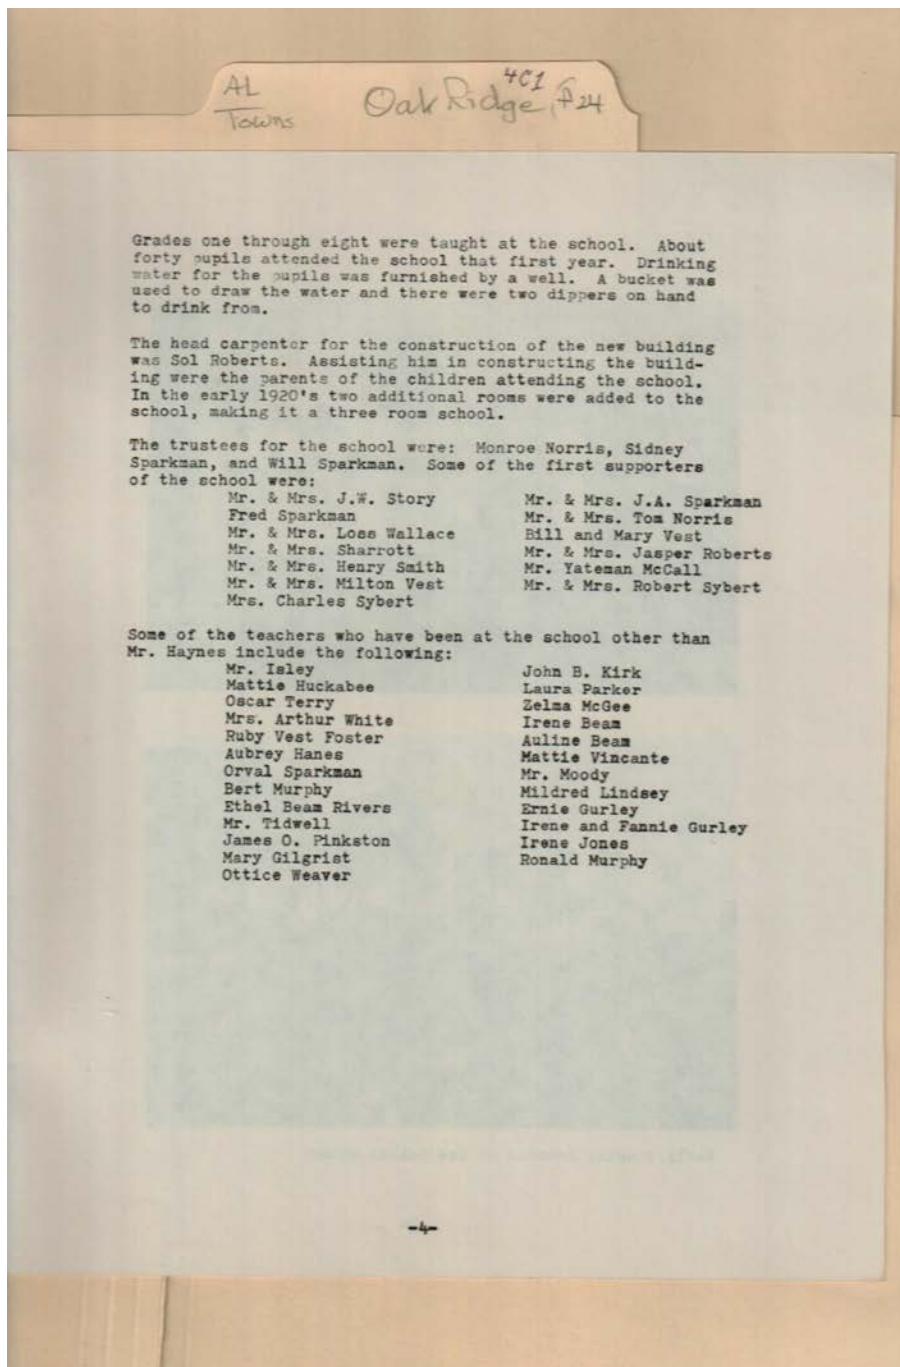 AL
Towns
4C1
Oak Ridge,
24
Grades one through eight were taught at the school. About
forty pupils attended the school that first year. Drinking
water for the pupils was furnished by a well. A bucket was
used to draw the water and there were two dippers on hand
to drink from.
The head carpenter for the construction of the new building
was Sol Roberts. Assisting him in constructing the build-
ing were the parents of the children attending the school.
In the early 1920's two additional rooms were added to the
school, making it a three room school.
The trustees for the school were: Monroe Norris, Sidney
Sparkman, and Will Sparkman. Some of the first supporters
of the school were:
Mr. & Mrs. J.W. Story
Fred Sparkman
Mr. & Mrs. Loss Wallace
Mr. & Mrs. Sharrott
Mr. & Mrs. Henry Smith
Mr. & Mrs. Milton Vest
Mrs. Charles Sybert
Mr. & Mrs. J.A. Sparkman
Mr. & Mrs. Tom Norris
Bill and Mary Vest
Mr. & Mrs. Jasper Roberts
Mr. Yateman McCall
Mr. & Mrs. Robert Sybert
Some of the teachers who have been at the school other than
Mr. Haynes include the following:
Mr. Isley
Mattie Huckabee
Oscar Terry
Mrs. Arthur White
Ruby Vest Foster
Aubrey Hanes
Orval Sparkman
Bert Murphy
Ethel Beam Rivers
Mr. Tidwell
James O. Pinkston
Mary Gilgrist
Ottice Weaver
John B. Kirk
Laura Parker
Zelma McGee
Irene Beam
Auline Beam
Mattie Vincante
Mr. Moody
Mildred Lindsey
Ernie Gurley
Irene and Fannie Gurley
Irene Jones
Ronald Murphy
-4-